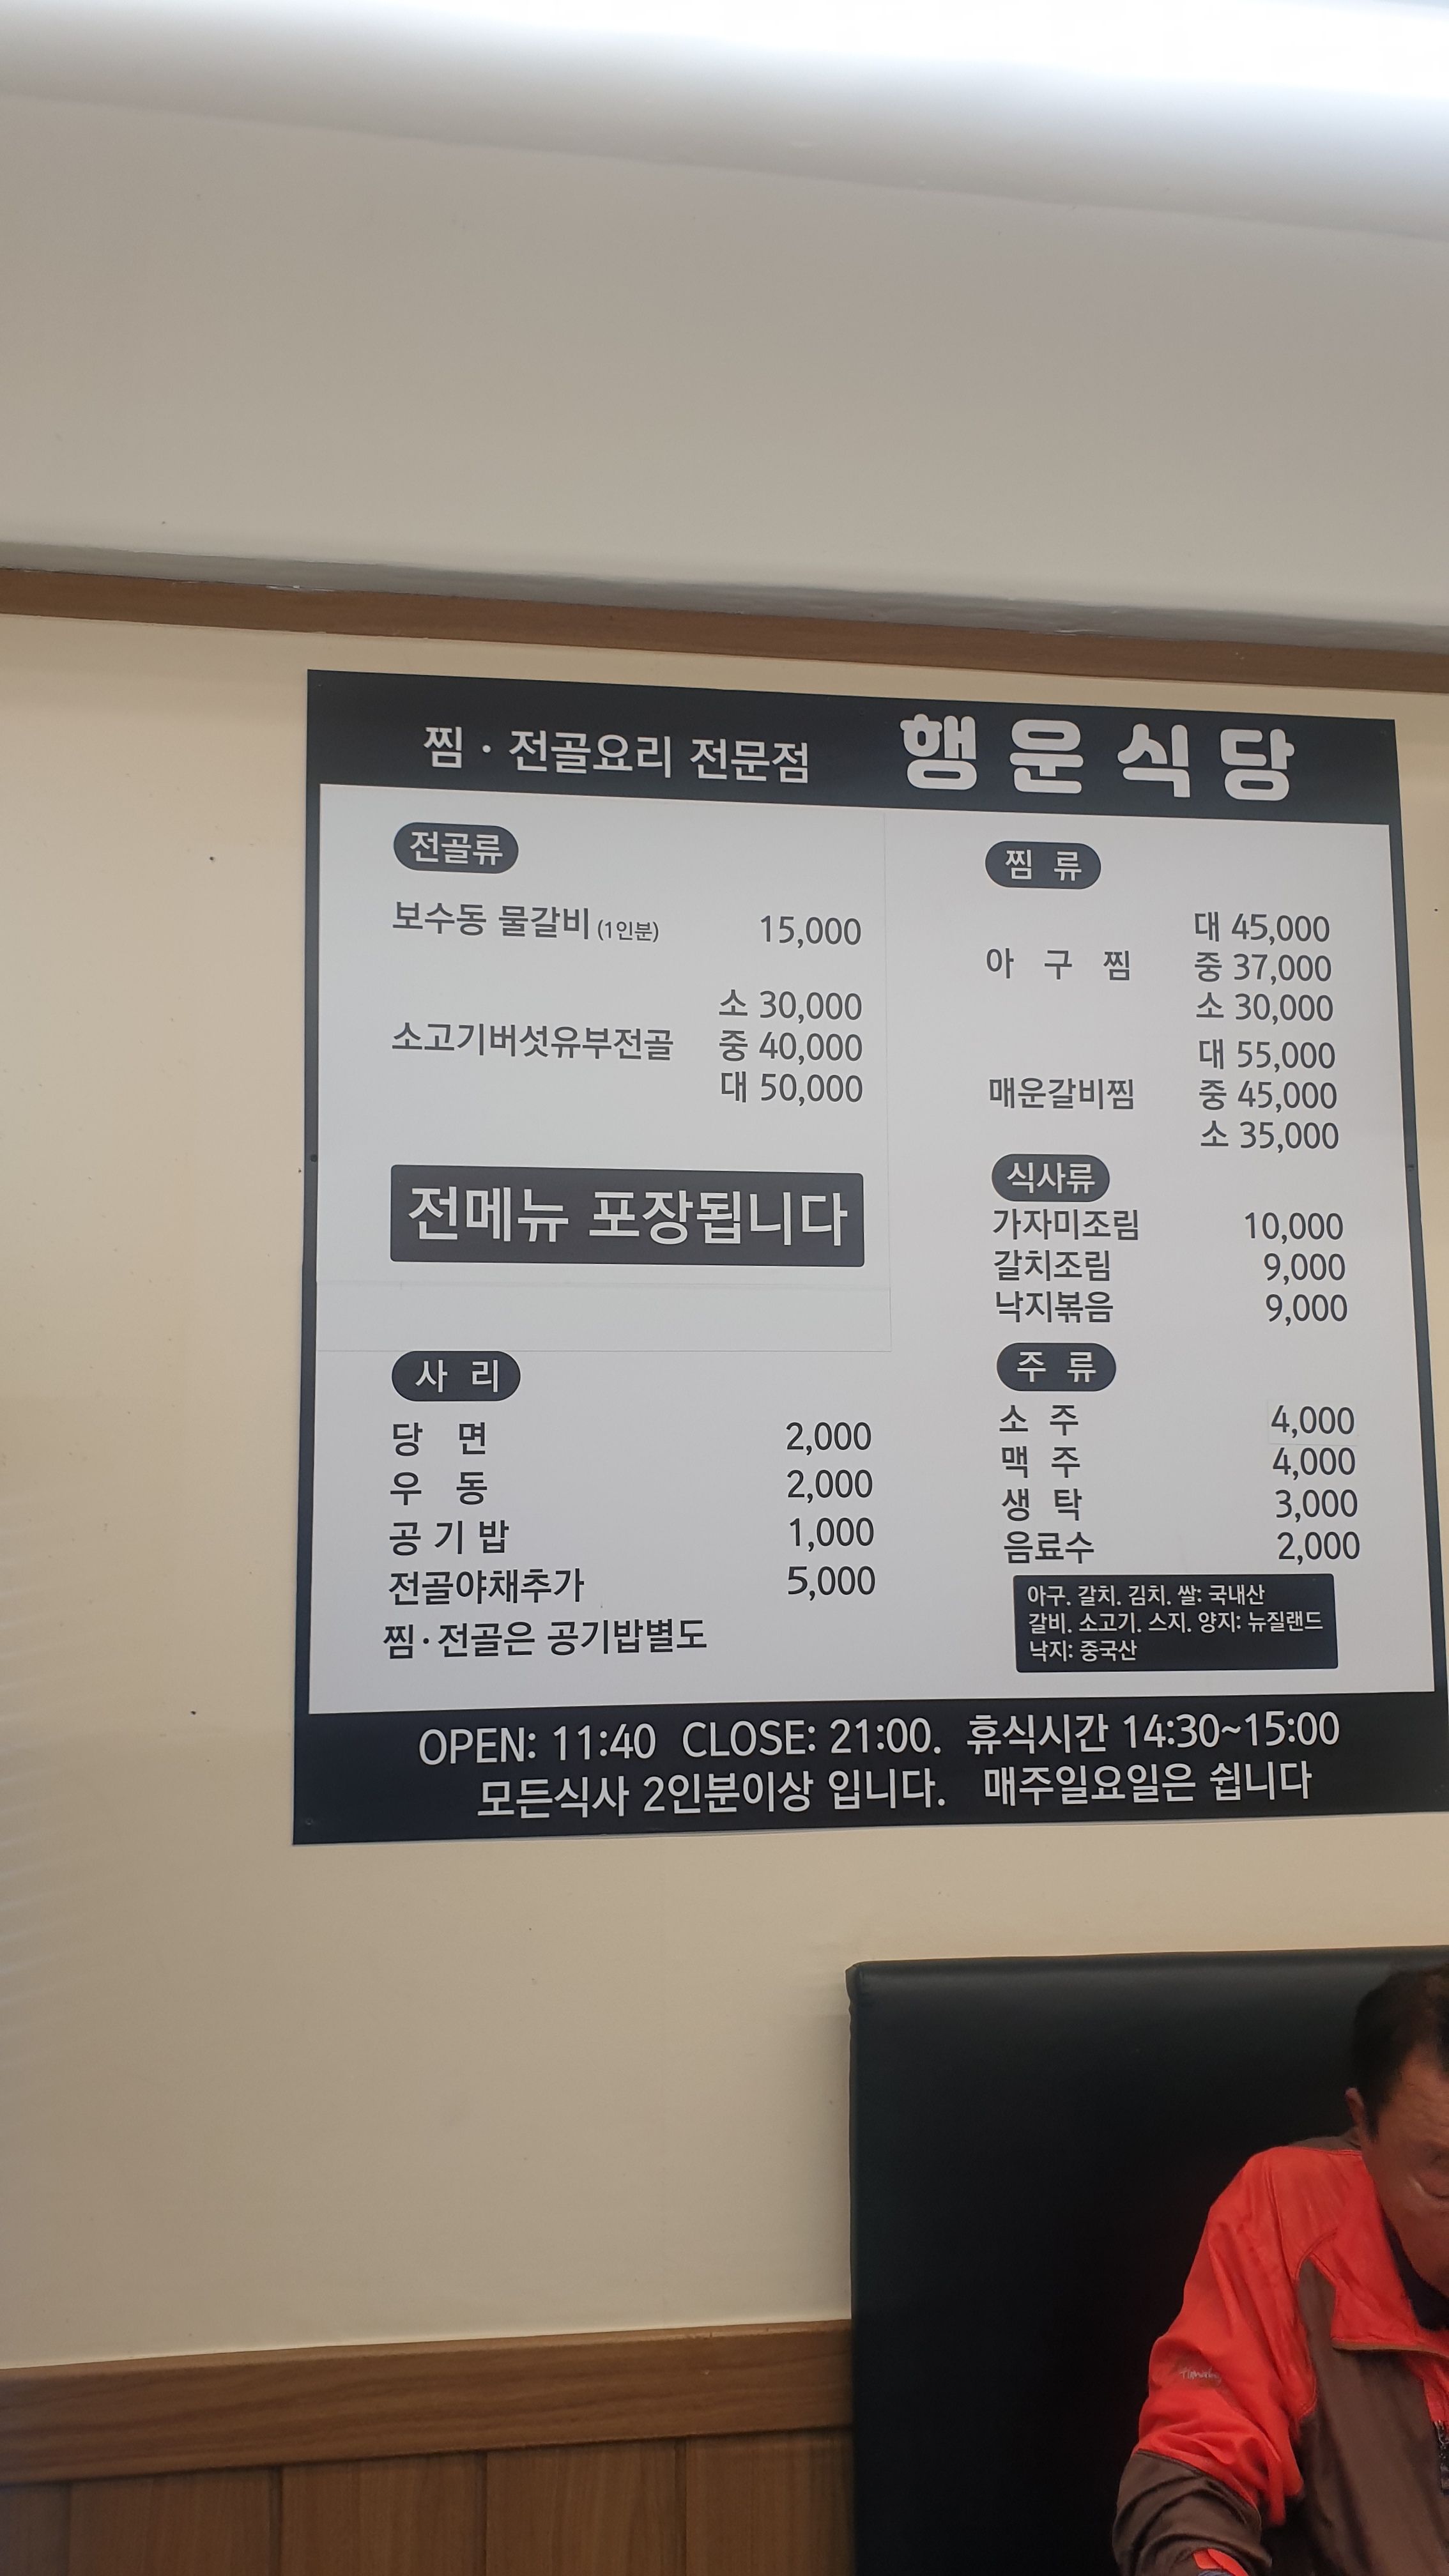 찜·전골요리 전문점 행운식당
전골류
보수동 물갈비 (1인분) 15,000
소 30,000
소고기버섯유부전골 중 40,000
대 50,000
전메뉴 포장됩니다
사 리
당 면 2,000
우 동 2,000
공 기 밥 1,000
전골야채추가 5,000
찜·전골은 공기밥별도
찜 류
대 45,000
아 구 찜 중 37,000
소 30,000
대 55,000
매운갈비찜 중 45,000
소 35,000
식사류
가자미조림 10,000
갈치조림 9,000
낙지볶음 9,000
주 류
소 주 4,000
맥 주 4,000
생 탁 3,000
음료수 2,000
아구. 갈치. 김치. 쌀: 국내산
갈비. 소고기. 스지. 양지: 뉴질랜드
낙지: 중국산
OPEN: 11:40 CLOSE: 21:00. 휴식시간 14:30~15:00
모든식사 2인분이상 입니다. 매주일요일은 쉽니다